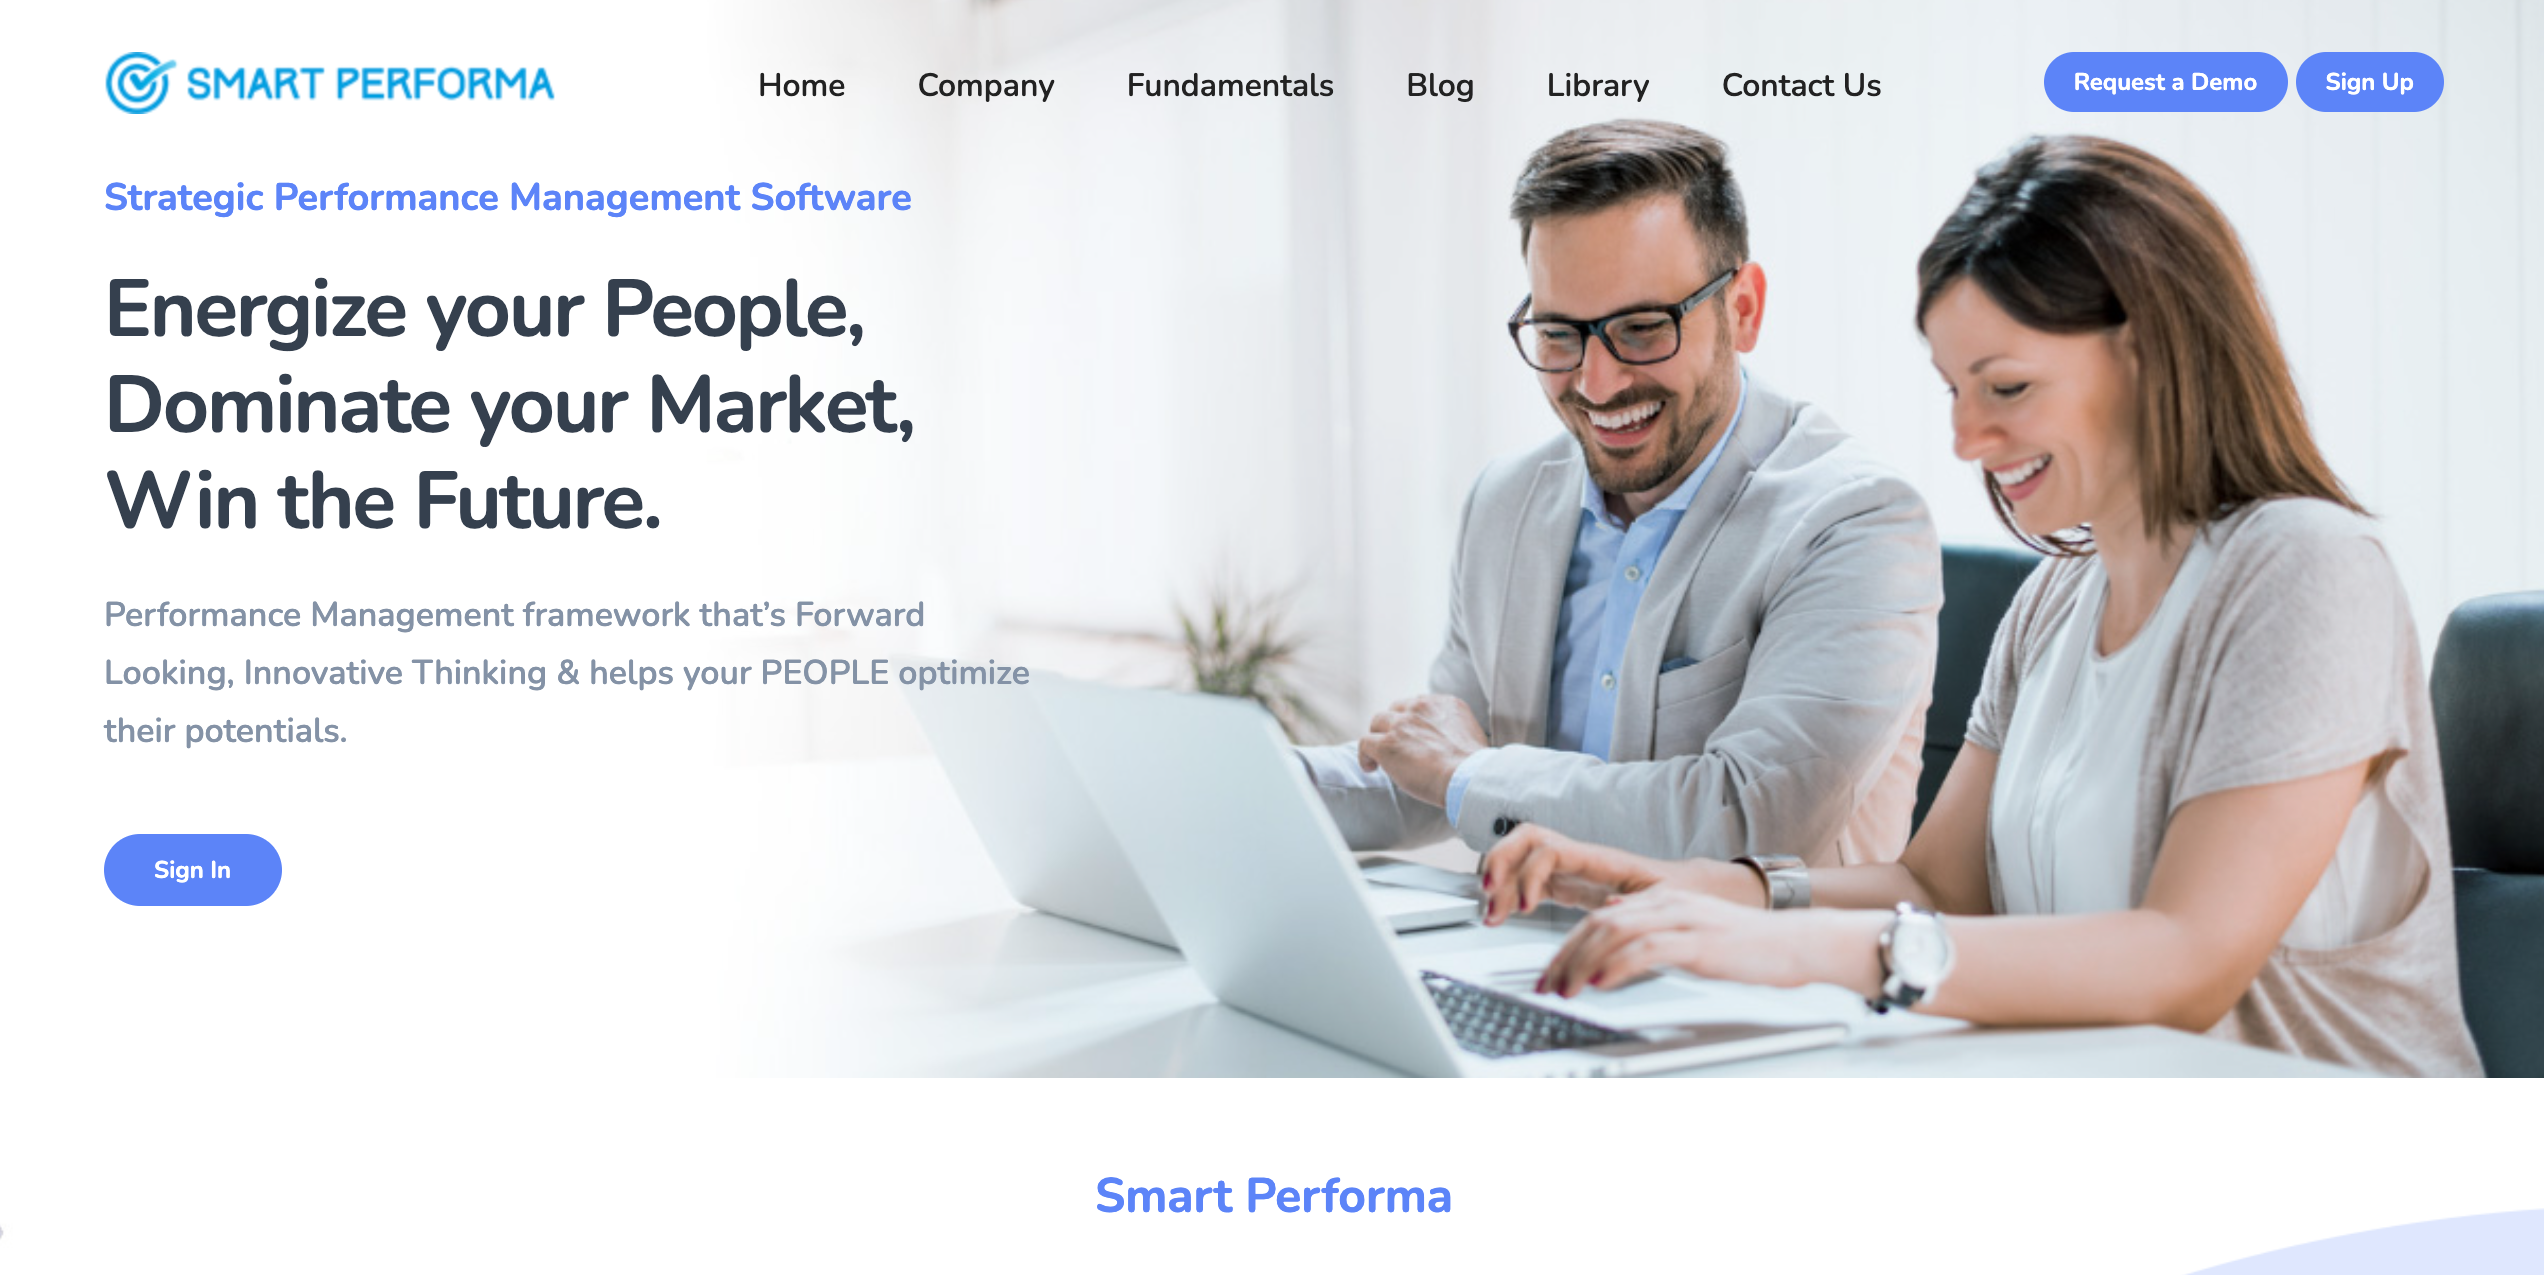 SMART PERFORMA
Home
Company
Fundamentals
Blog
Library
Contact Us
Request a Demo
Sign Up
Strategic Performance Management Software
Energize your People,
Dominate your Market,
Win the Future.
Performance Management framework that’s Forward
Looking, Innovative Thinking & helps your PEOPLE optimize
their potentials.
Sign In
Smart Performa